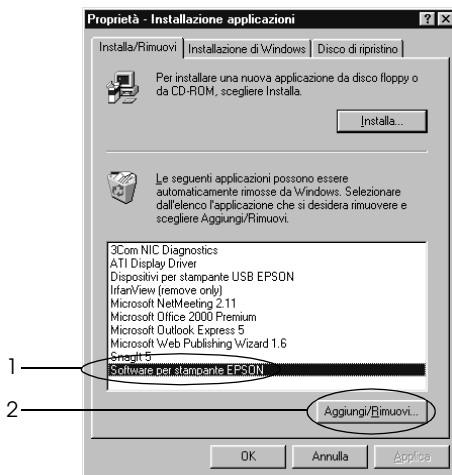 Proprietà - Installazione applicazioni
Installa/Rimuovi
Installazione di Windows
Disco di ripristino
Per installare una nuova applicazione da disco floppy o
da CD-ROM, scegliere Installa.
Installa...
Le seguenti applicazioni possono essere
automaticamente rimosse da Windows. Selezionare
dall'elenco l'applicazione che si desidera rimuovere e
scegliere Aggiungi/Rimuovi.
3Com NIC Diagnostics
ATI Display Driver
Dispositivi per stampante USB EPSON
IrfanView (remove only)
Microsoft NetMeeting 2.11
Microsoft Office 2000 Premium
Microsoft Outlook Express 5
Microsoft Web Publishing Wizard 1.6
SnagIt 5
1
Software per stampante EPSON
2
Aggiungi/Rimuovi...
OK
Annulla
Applica